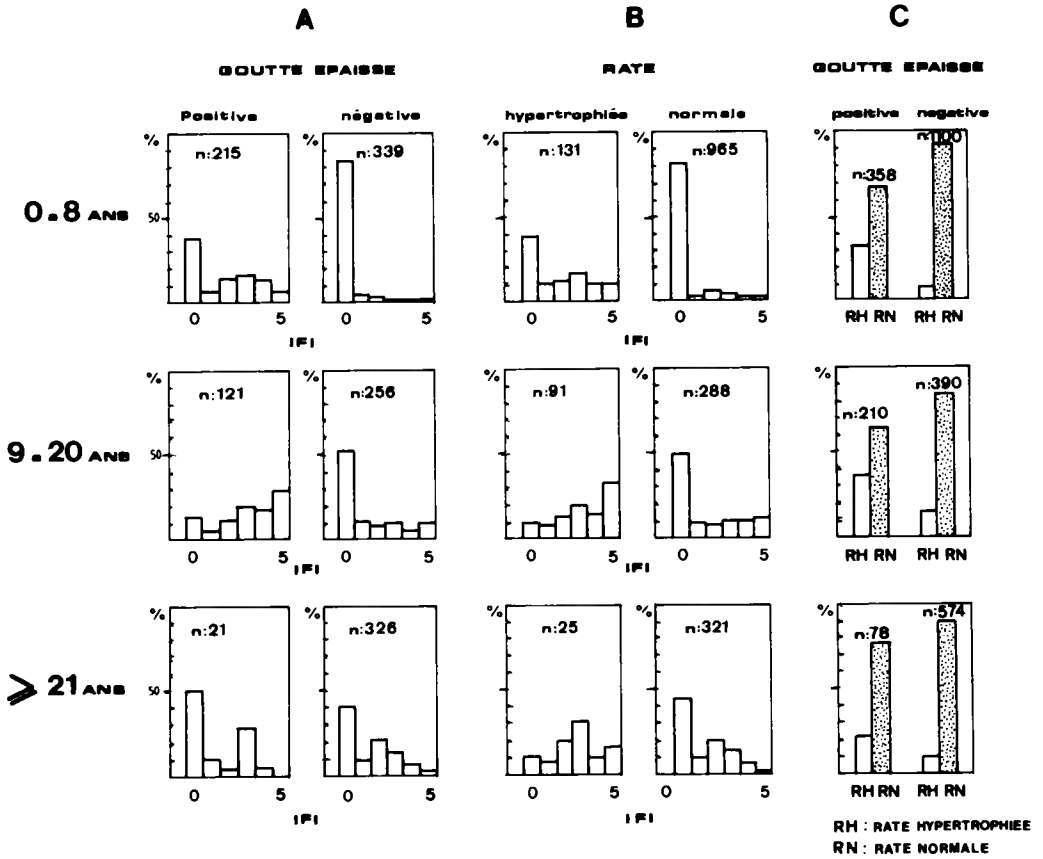 A B C
GOUTTE EPAISSE RATE GOUTTE EPAISSE
Positive négative hypertrophiée normale positive negative
% n:215 % n:339 % n:131 % n:965 % n:358
0.8 ANS 50
0 5 0 5 0 5 0 5 RH RN RH RN
IFI IFI
% n:121 % n:256 % n:91 % n:288 % n:210 n:390
9.20 ANS 50
0 5 0 5 0 5 0 5 RH RN RH RN
IFI IFI
% n:21 % n:326 % n:25 % n:321 % n:78 n:574
⩾ 21 ANS 50
0 5 0 5 0 5 0 5 RH RN RH RN
IFI IFI
RH : RATE HYPERTROPHIEE
RN : RATE NORMALE